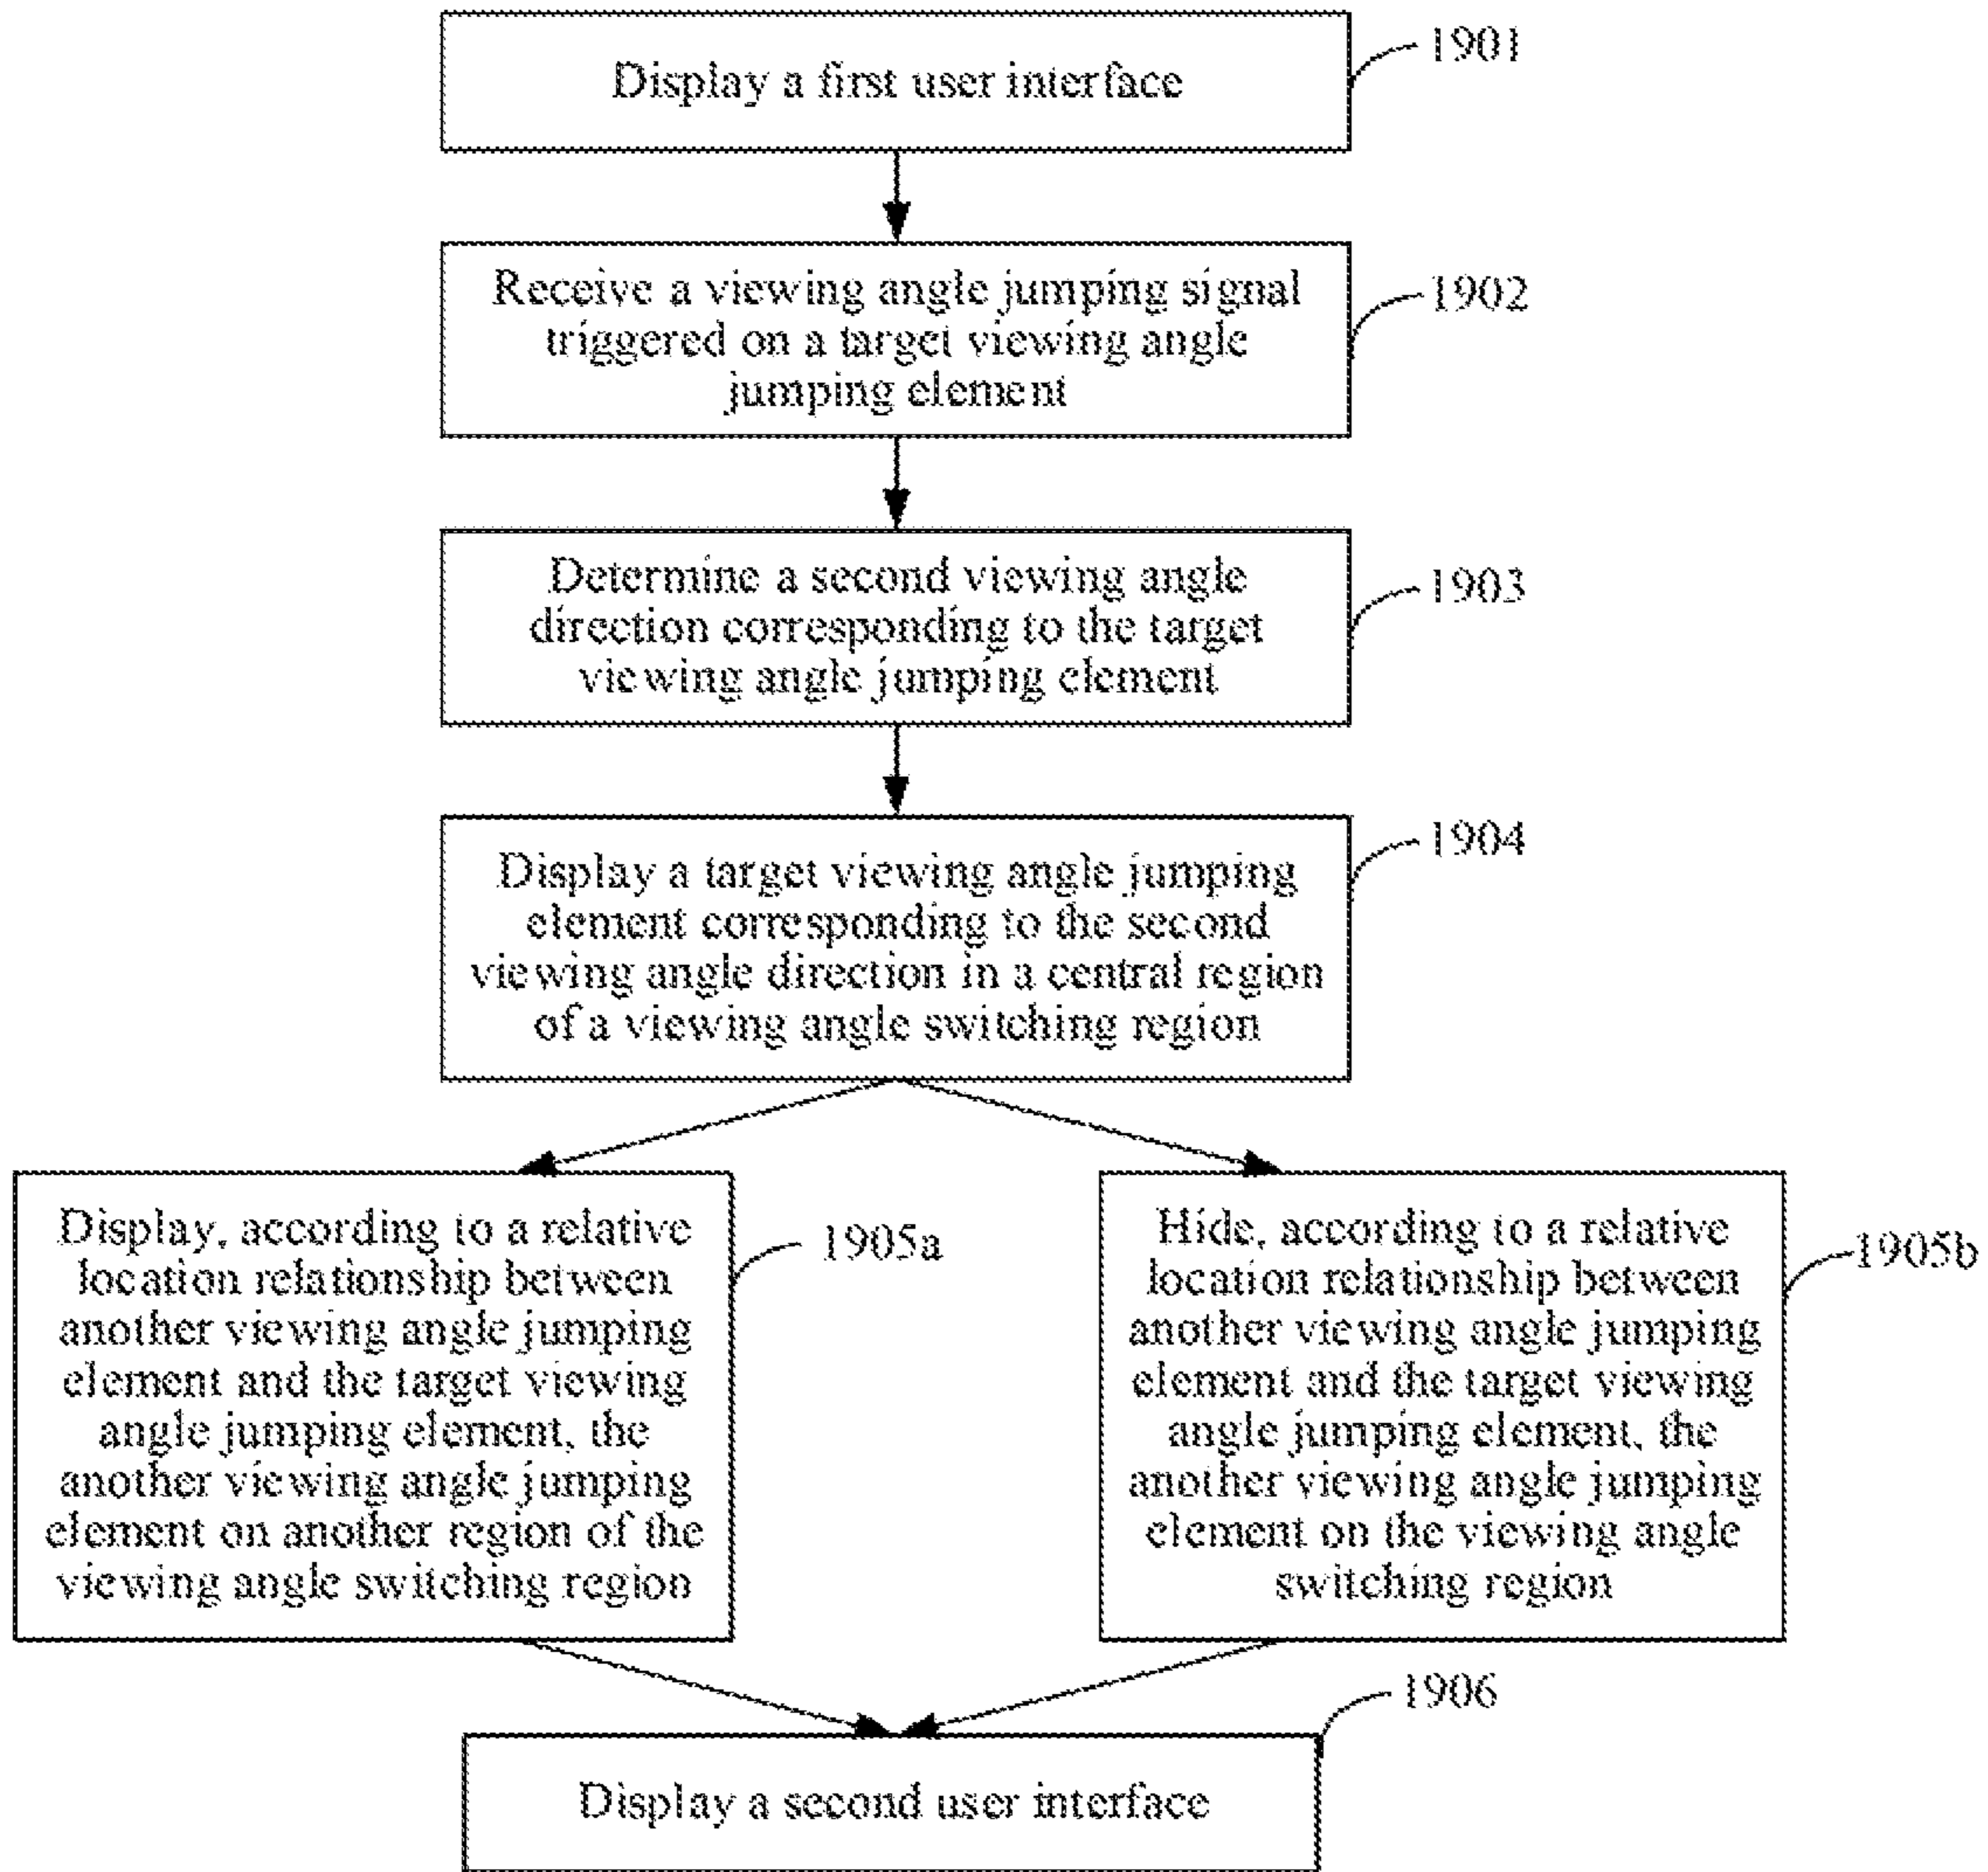 Display a first user interface
1901
Receive a viewing angle jumping signal
triggered on a target viewing angle
jumping element
1902
Determine a second viewing angle
direction corresponding to the target
viewing angle jumping element
1903
Display a target viewing angle jumping
element corresponding to the second
viewing angle direction in a central region
of a viewing angle switching region
1904
Display, according to a relative
location relationship between
another viewing angle jumping
element and the target viewing
angle jumping element, the
another viewing angle jumping
element on another region of the
viewing angle switching region
1905a
Hide, according to a relative
location relationship between
another viewing angle jumping
element and the target viewing
angle jumping element, the
another viewing angle jumping
element on the viewing angle
switching region
1905b
Display a second user interface
1906